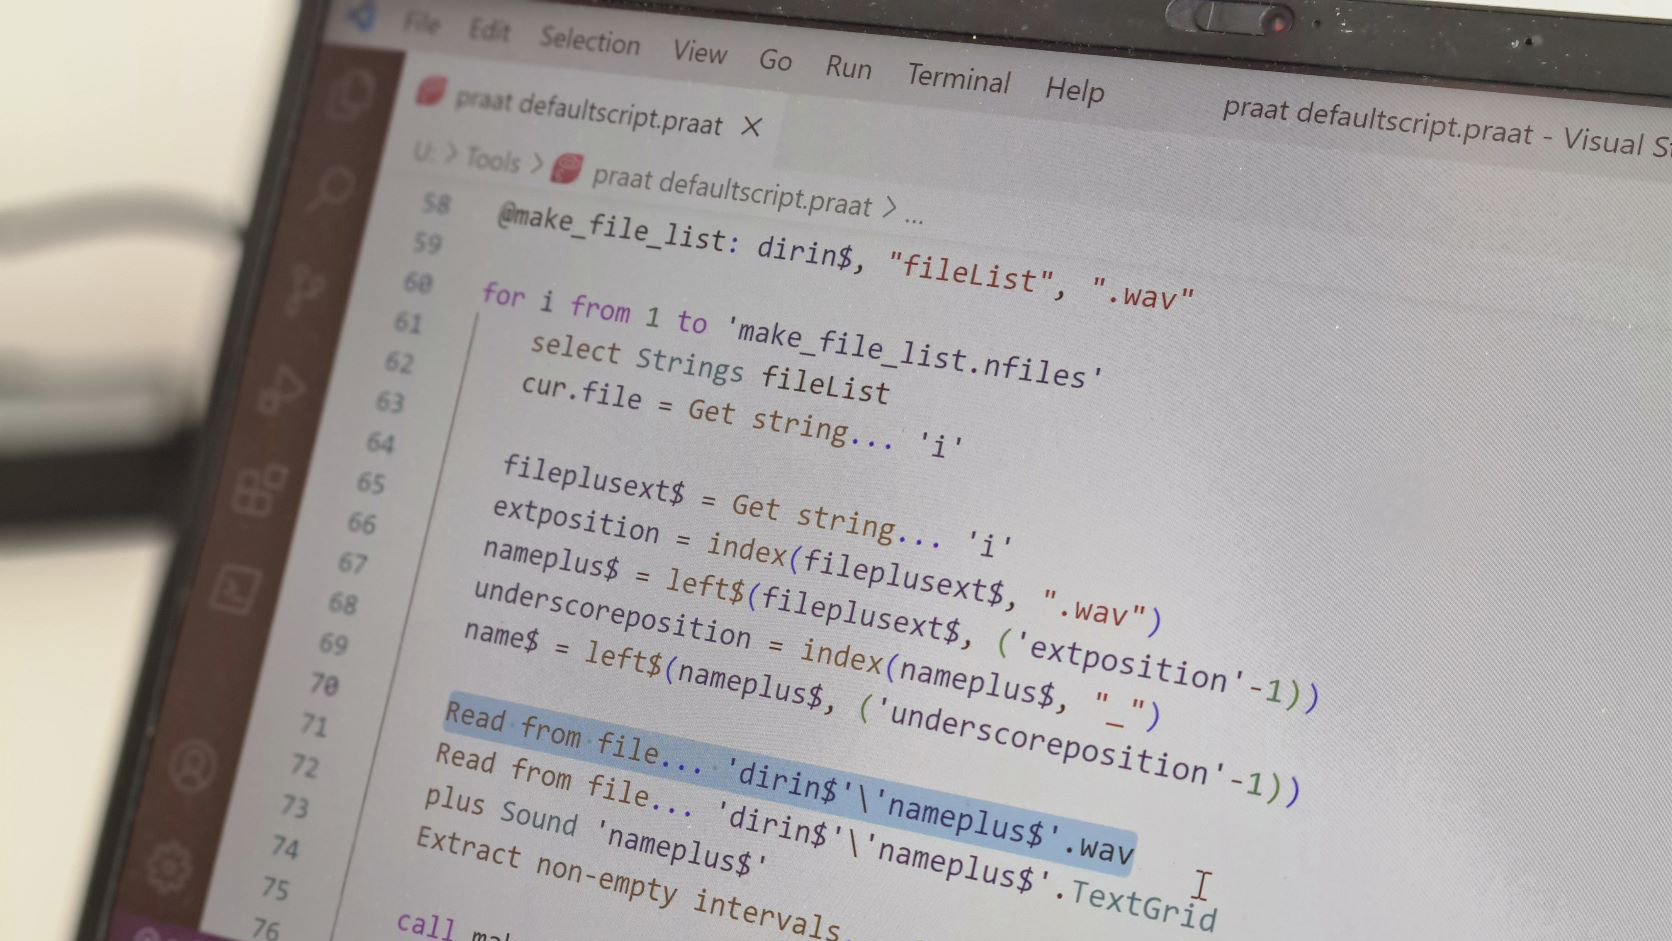 File Edit Selection View Go Run Terminal Help praat defaultscript.praat - Visual S
praat defaultscript.praat
U: > Tools > praat defaultscript.praat > ...
58 @make_file_list: dirin$, "fileList", ".wav"
59
60 for i from 1 to 'make_file_list.nfiles'
61 select Strings fileList
62 cur.file = Get string... 'i'
63
64 fileplusext$ = Get string... 'i'
65 extposition = index(fileplusext$, ".wav")
66 nameplus$ = left$(fileplusext$, ('extposition'-1))
67 underscoreposition = index(nameplus$, "_")
68 name$ = left$(nameplus$, ('underscoreposition'-1))
69
70 Read from file... 'dirin$'\'nameplus$'.wav
71 Read from file... 'dirin$'\'nameplus$'.TextGrid
72 plus Sound 'nameplus$'
73 Extract non-empty intervals...
74
75 call
76